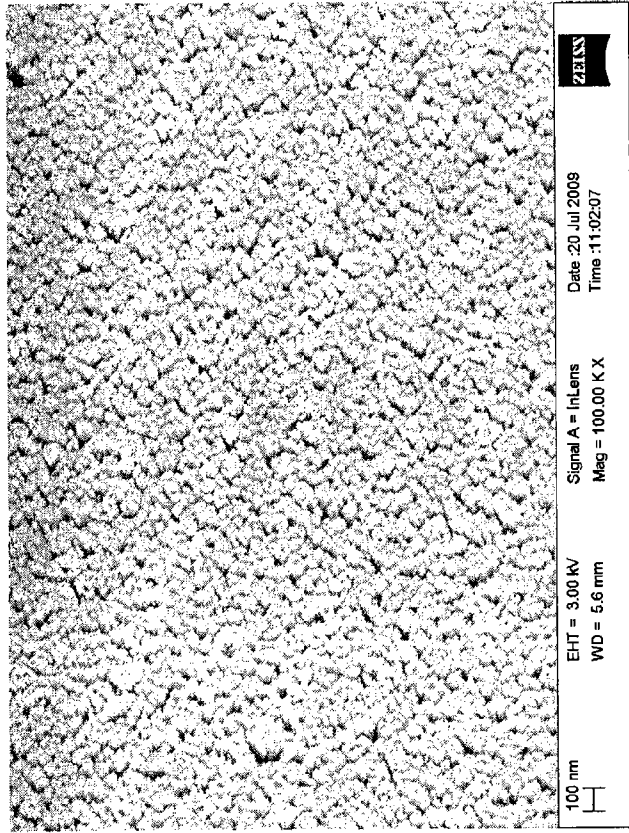 100 nm
EHT = 3.00 kV
WD = 5.6 mm
Signal A = InLens
Mag = 100.00 K X
Date :20 Jul 2009
Time :11:02:07
ZEISS